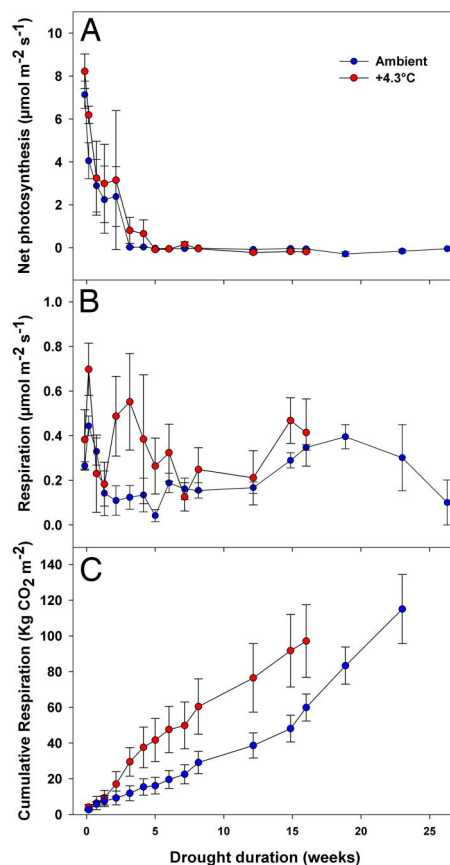 A
Ambient
+4.3°C
Net photosynthesis (µmol m⁻² s⁻¹)
10
8
6
4
2
0
B
Respiration (µmol m⁻² s⁻¹)
1.0
0.8
0.6
0.4
0.2
0.0
C
Cumulative Respiration (Kg CO₂ m⁻²)
140
120
100
80
60
40
20
0
0 5 10 15 20 25
Drought duration (weeks)